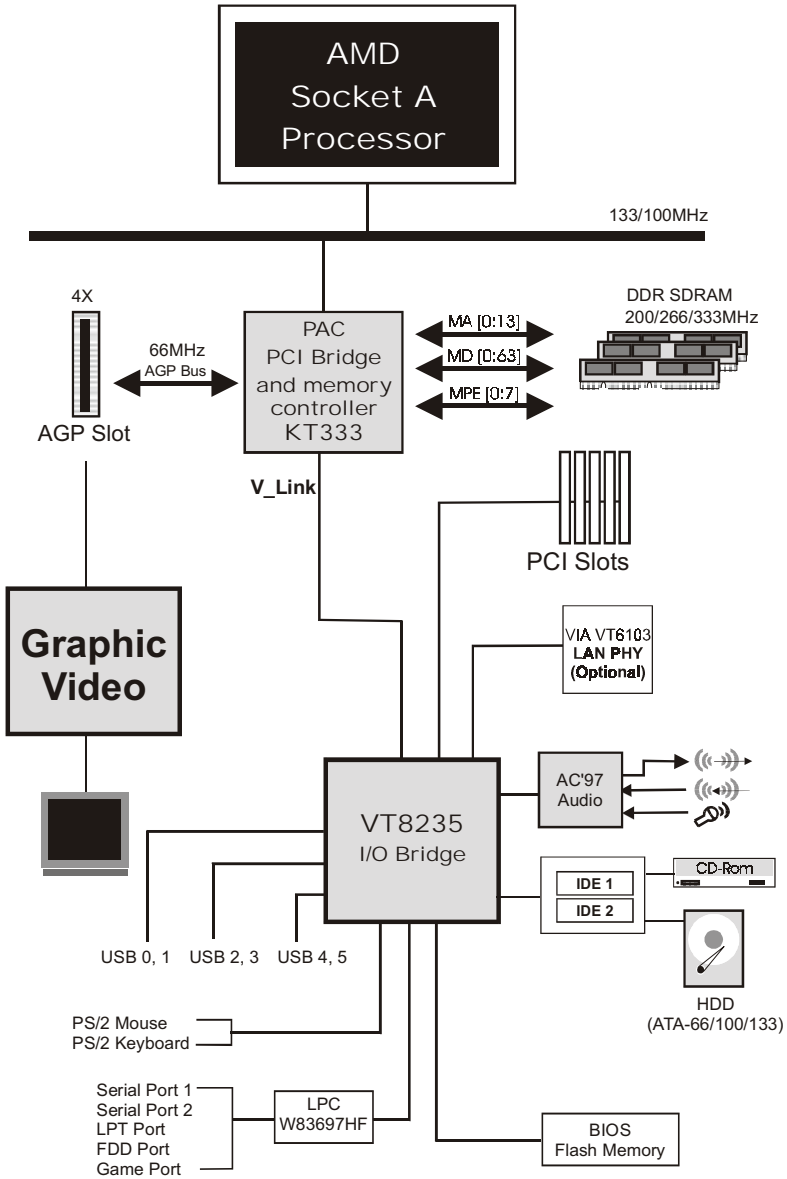 AMD
Socket A
Processor
133/100MHz
4X
AGP Slot
66MHz
AGP Bus
PAC
PCI Bridge
and memory
controller
KT333
MA [0:13]
MD [0:63]
MPE [0:7]
DDR SDRAM
200/266/333MHz
V_Link
PCI Slots
VIA VT6103
LAN PHY
(Optional)
Graphic
Video
VT8235
I/O Bridge
AC'97
Audio
IDE 1
IDE 2
CD-Rom
HDD
(ATA-66/100/133)
USB 0, 1
USB 2, 3
USB 4, 5
PS/2 Mouse
PS/2 Keyboard
Serial Port 1
Serial Port 2
LPT Port
FDD Port
Game Port
LPC
W83697HF
BIOS
Flash Memory